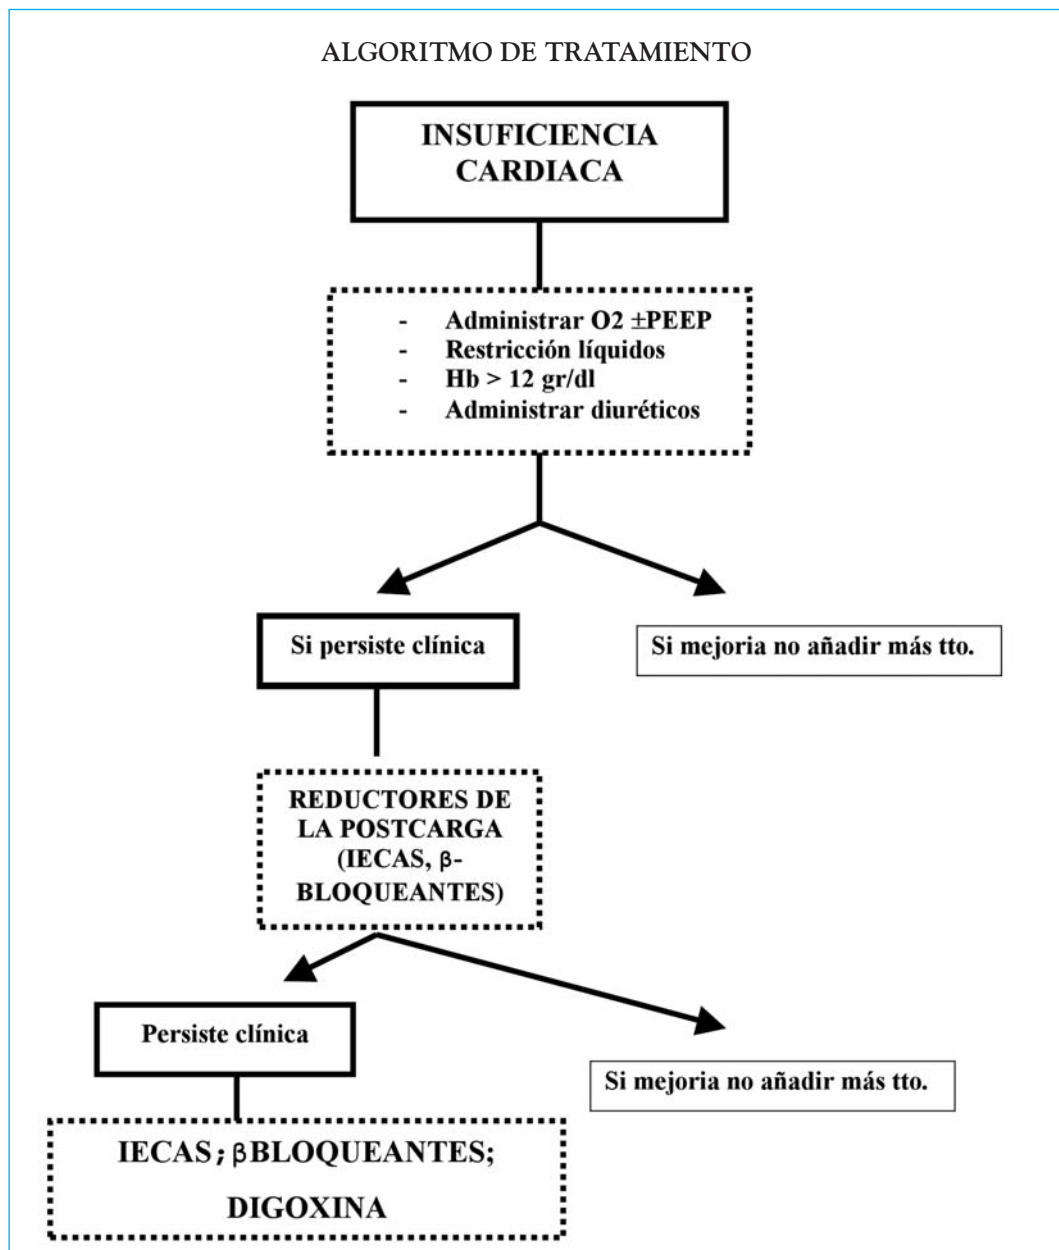 ALGORITMO DE TRATAMIENTO
INSUFICIENCIA
CARDIACA
- Administrar O2 ±PEEP
- Restricción líquidos
- Hb > 12 gr/dl
- Administrar diuréticos
Si persiste clínica
Si mejoria no añadir más tto.
REDUCTORES DE
LA POSTCARGA
(IECAS, β-
BLOQUEANTES)
Persiste clínica
Si mejoria no añadir más tto.
IECAS; βBLOQUEANTES;
DIGOXINA